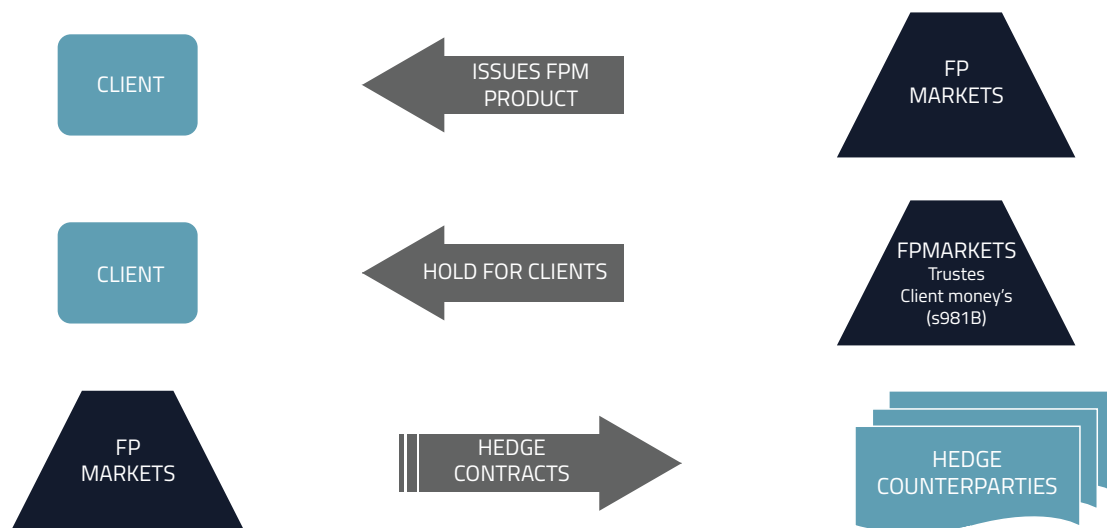 CLIENT
ISSUES FPM
PRODUCT
FP
MARKETS
CLIENT
HOLD FOR CLIENTS
FPMARKETS
Trustes
Client money’s
(s981B)
FP
MARKETS
HEDGE
CONTRACTS
HEDGE
COUNTERPARTIES